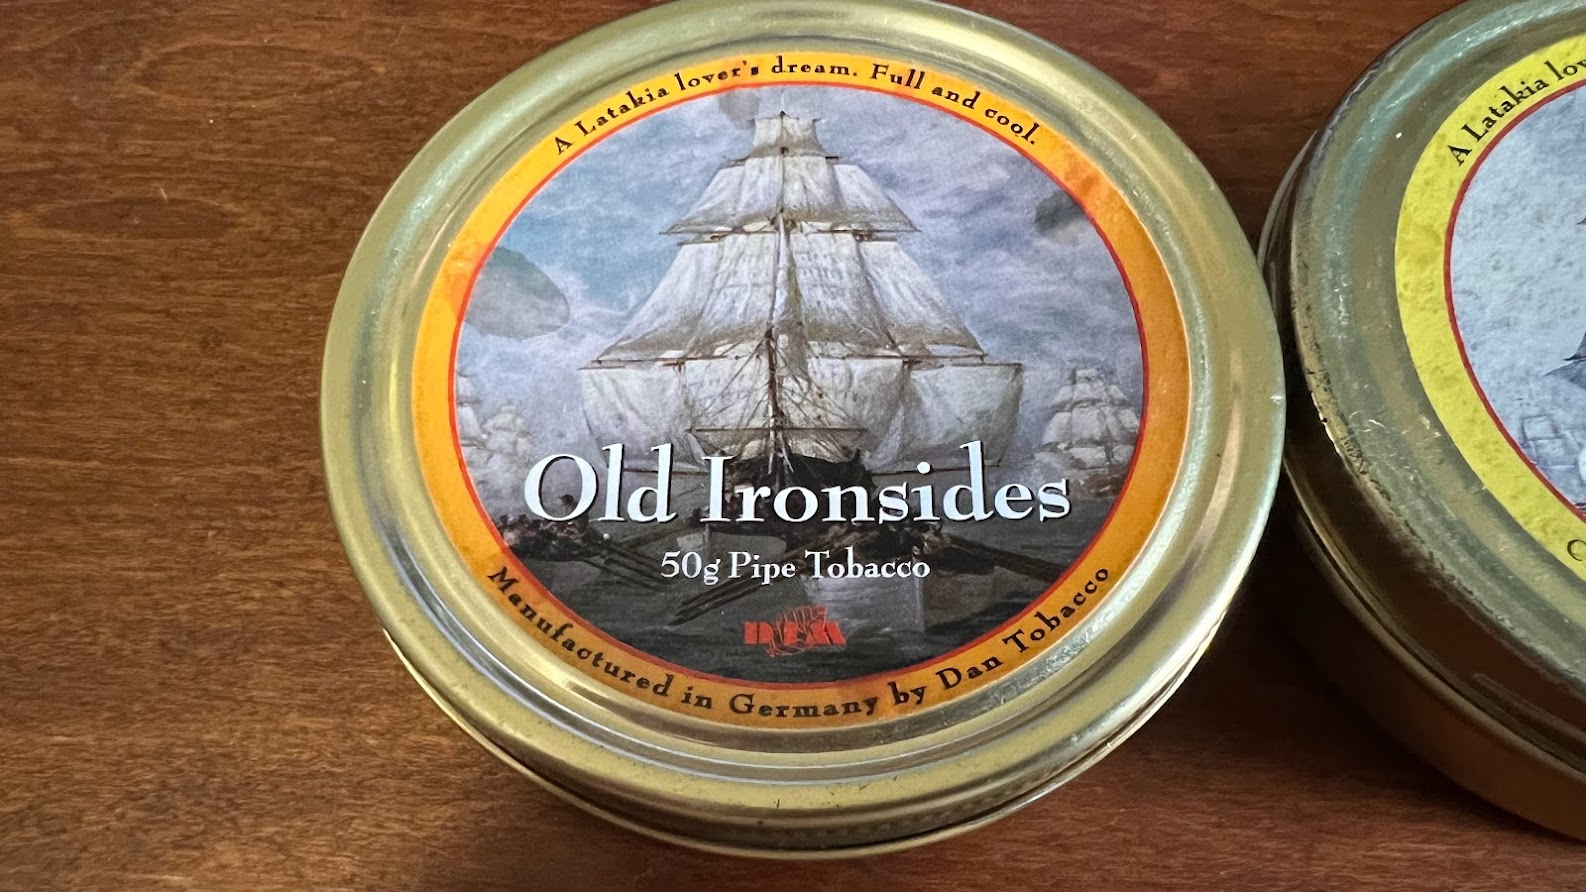 A Latakia lover's dream. Full and cool.
Old Ironsides
50g Pipe Tobacco
DTM
Manufactured in Germany by Dan Tobacco
A Latakia